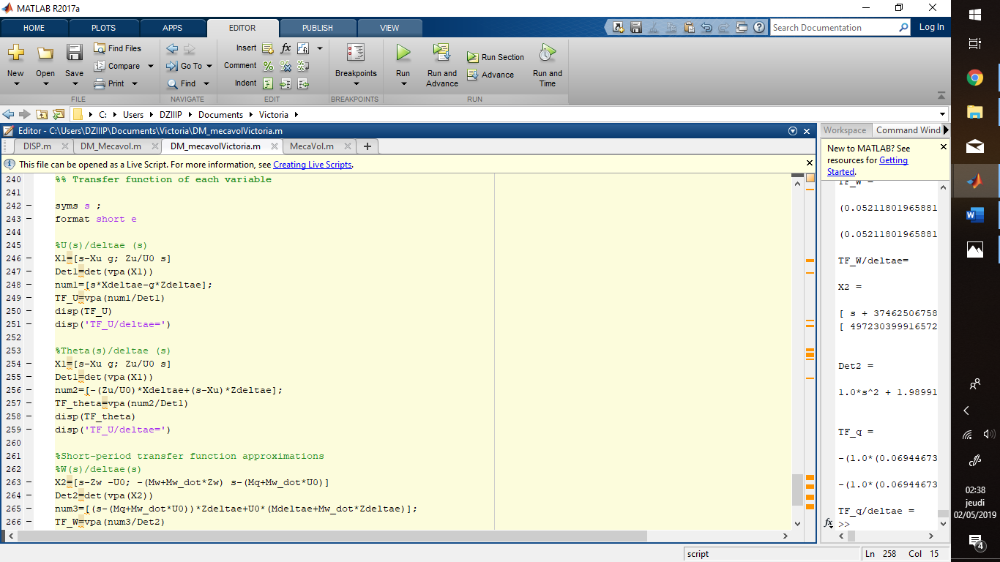 MATLAB R2017a
HOME PLOTS APPS EDITOR PUBLISH VIEW
Search Documentation
Log In
New Open Save Find Files Compare Print
FILE
Go To Find
NAVIGATE
Insert fx
Comment
Indent
EDIT
Breakpoints
BREAKPOINTS
Run Run and Advance Run Section Advance Run and Time
RUN
C: Users DZIIIP Documents Victoria
Editor - C:\Users\DZIIIP\Documents\Victoria\DM_mecavolVictoria.m
DISP.m DM_Mecavol.m DM_mecavolVictoria.m MecaVol.m
This file can be opened as a Live Script. For more information, see Creating Live Scripts.
240 %% Transfer function of each variable
241
242 syms s ;
243 format short e
244
245 %U(s)/deltae (s)
246 X1=[s-Xu g; Zu/U0 s]
247 Det1=det(vpa(X1))
248 num1=[s*Xdeltae-g*Zdeltae];
249 TF_U=vpa(num1/Det1)
250 disp(TF_U)
251 disp('TF_U/deltae=')
252
253 %Theta(s)/deltae (s)
254 X1=[s-Xu g; Zu/U0 s]
255 Det1=det(vpa(X1))
256 num2=[-(Zu/U0)*Xdeltae+(s-Xu)*Zdeltae];
257 TF_theta=vpa(num2/Det1)
258 disp(TF_theta)
259 disp('TF_U/deltae=')
260
261 %Short-period transfer function approximations
262 %W(s)/deltae(s)
263 X2=[s-Zw -U0; -(Mw+Mw_dot*Zw) s-(Mq+Mw_dot*U0)]
264 Det2=det(vpa(X2))
265 num3=[(s-(Mq+Mw_dot*U0))*Zdeltae+U0*(Mdeltae+Mw_dot*Zdeltae)];
266 TF_W=vpa(num3/Det2)
Workspace Command Wind
New to MATLAB? See
resources for Getting
Started.
TF_W =
(0.05211801965881
(0.05211801965881
TF_W/deltae=
X2 =
[ s + 37462506758
[ 497230399916572
Det2 =
1.0*s^2 + 1.98991
TF_q =
-(1.0*(0.06944673
-(1.0*(0.06944673
TF_q/deltae =
fx >>
script
Ln 258 Col 15
02:38
jeudi
02/05/2019
4